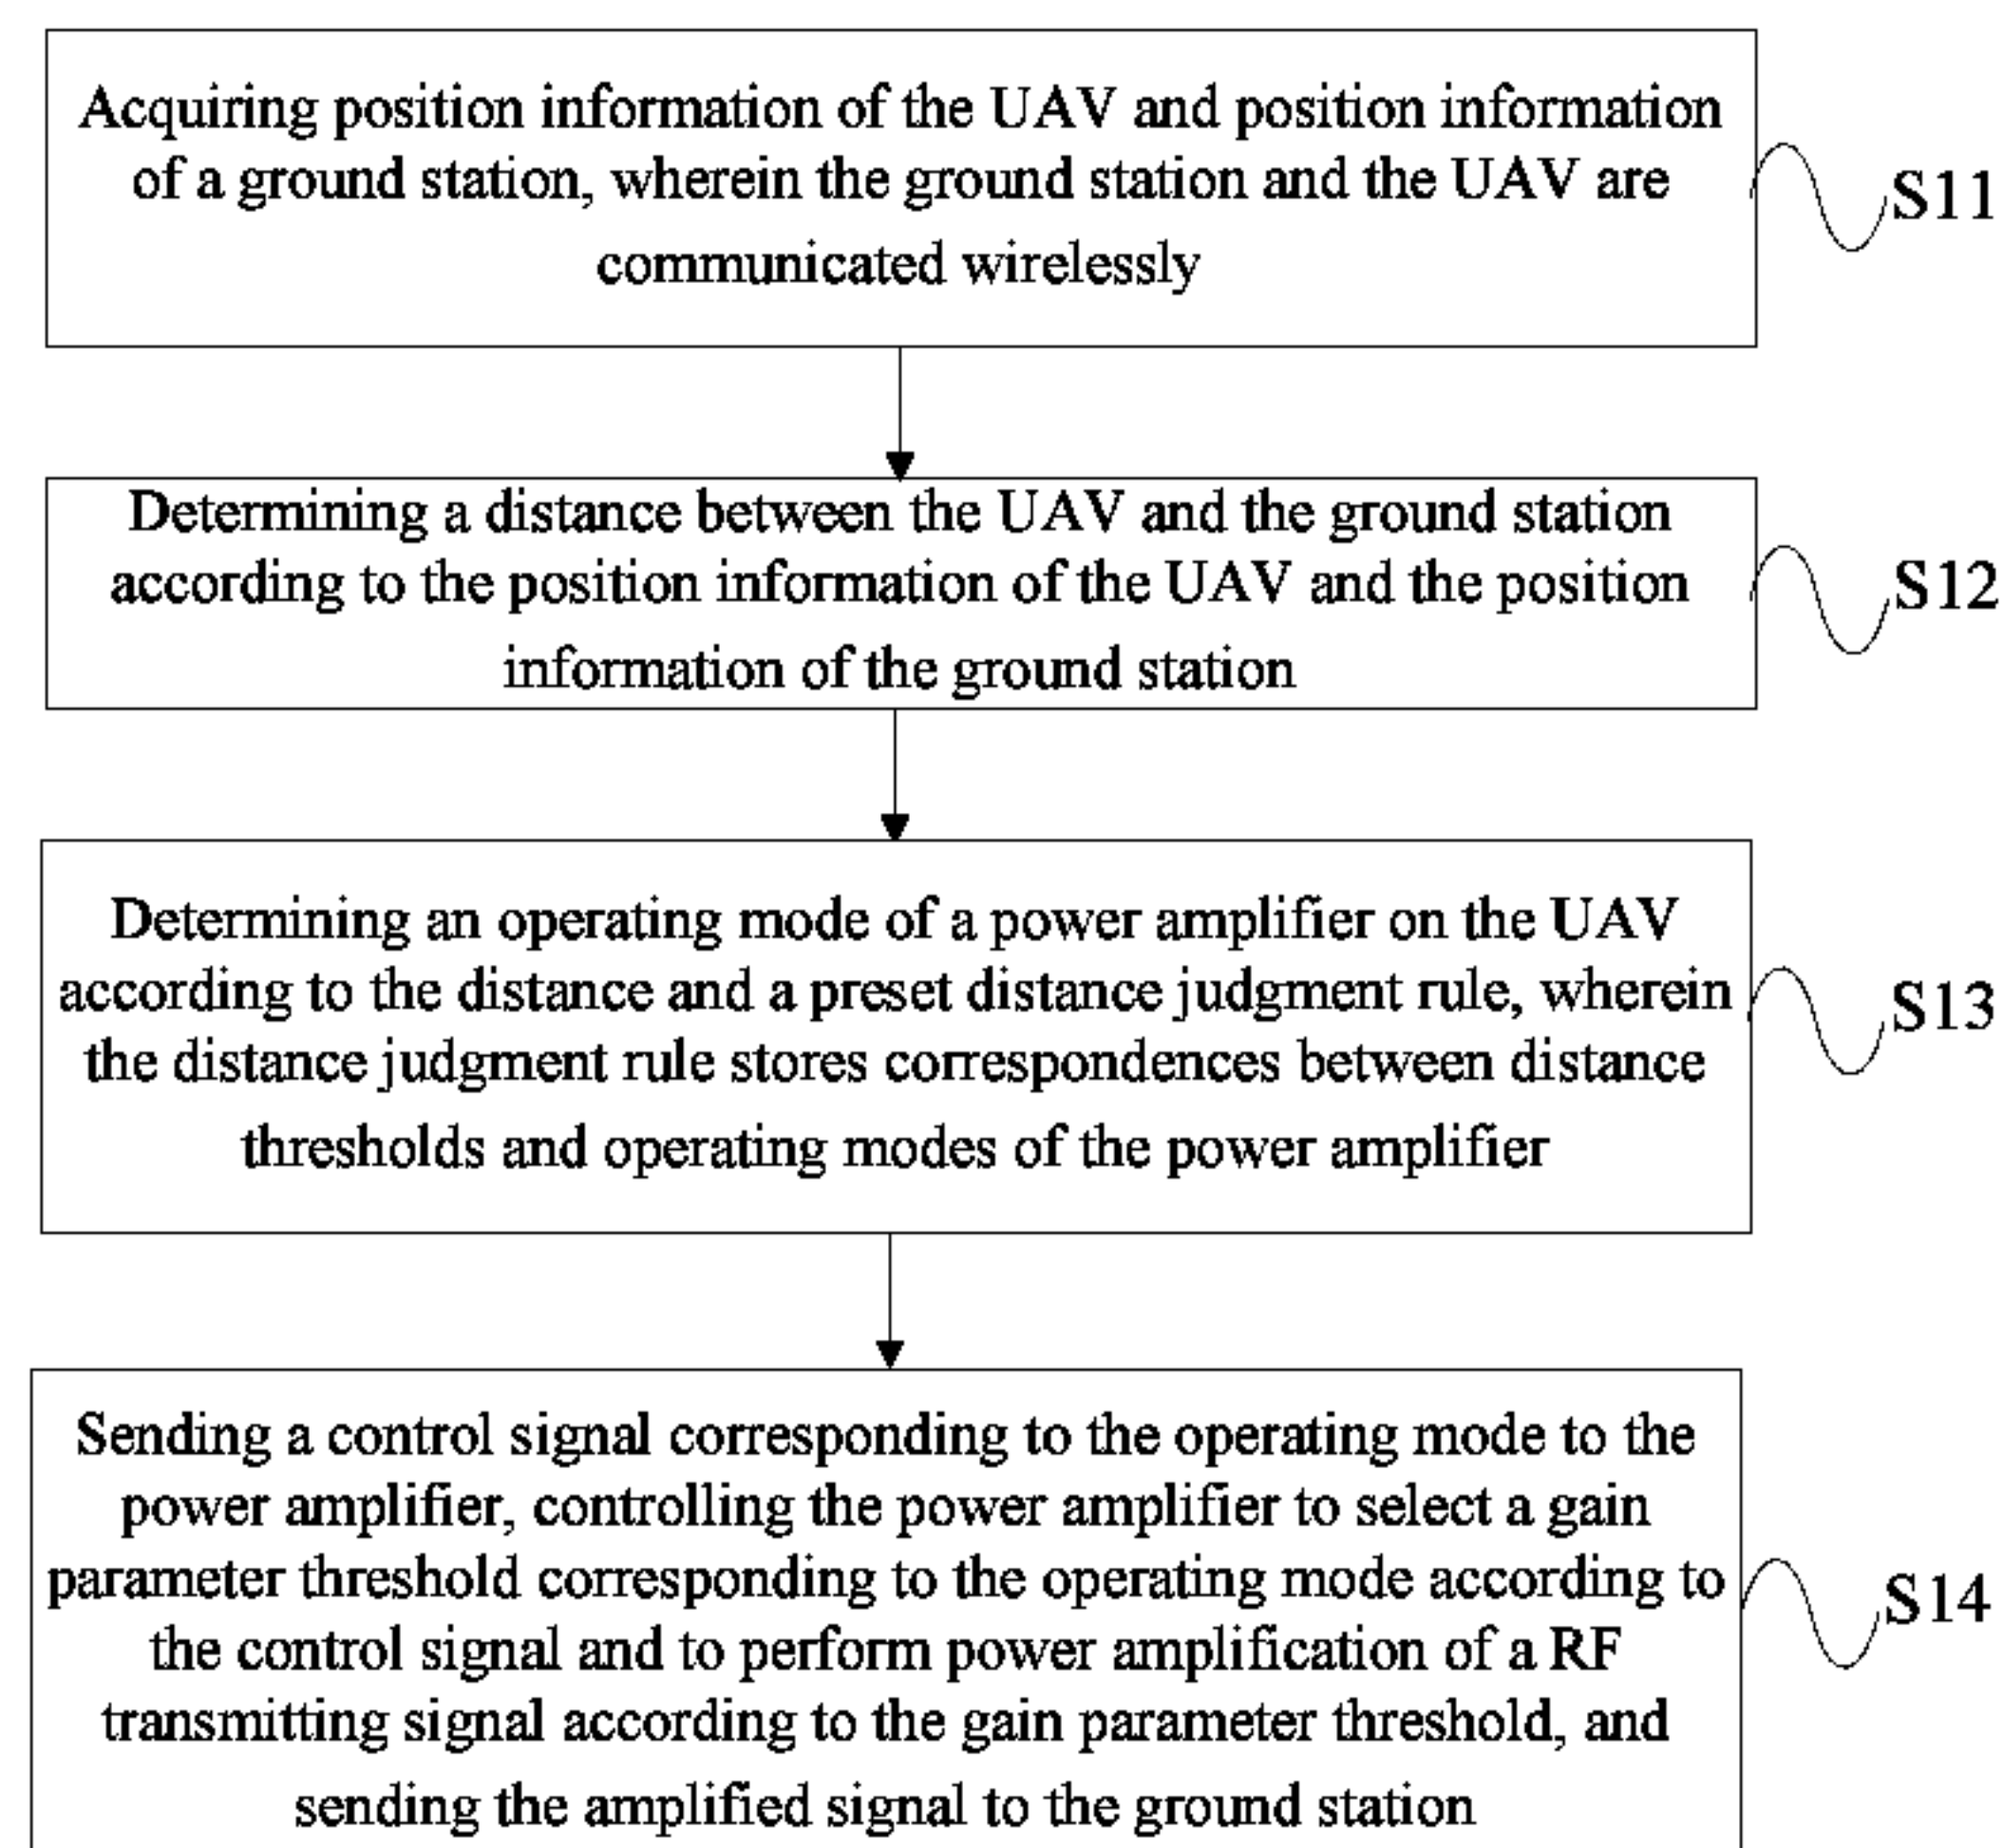 Acquiring position information of the UAV and position information
of a ground station, wherein the ground station and the UAV are
communicated wirelessly
S11
Determining a distance between the UAV and the ground station
according to the position information of the UAV and the position
information of the ground station
S12
Determining an operating mode of a power amplifier on the UAV
according to the distance and a preset distance judgment rule, wherein
the distance judgment rule stores correspondences between distance
thresholds and operating modes of the power amplifier
S13
Sending a control signal corresponding to the operating mode to the
power amplifier, controlling the power amplifier to select a gain
parameter threshold corresponding to the operating mode according to
the control signal and to perform power amplification of a RF
transmitting signal according to the gain parameter threshold, and
sending the amplified signal to the ground station
S14